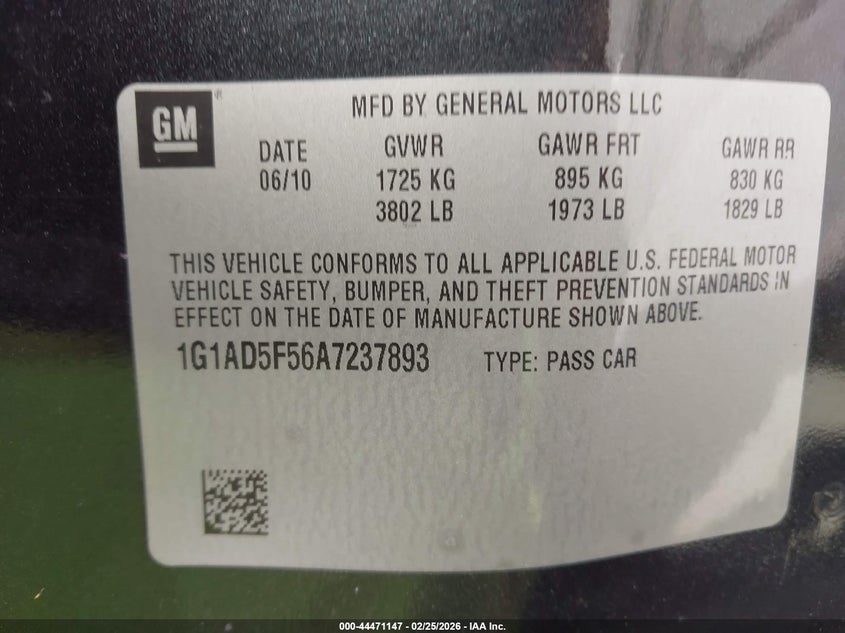 GM
MFD BY GENERAL MOTORS LLC
DATE GVWR GAWR FRT GAWR RR
06/10 1725 KG 895 KG 830 KG
3802 LB 1973 LB 1829 LB
THIS VEHICLE CONFORMS TO ALL APPLICABLE U.S. FEDERAL MOTOR
VEHICLE SAFETY, BUMPER, AND THEFT PREVENTION STANDARDS IN
EFFECT ON THE DATE OF MANUFACTURE SHOWN ABOVE.
1G1AD5F56A7237893 TYPE: PASS CAR
000-44471147 - 02/25/2026 - IAA Inc.